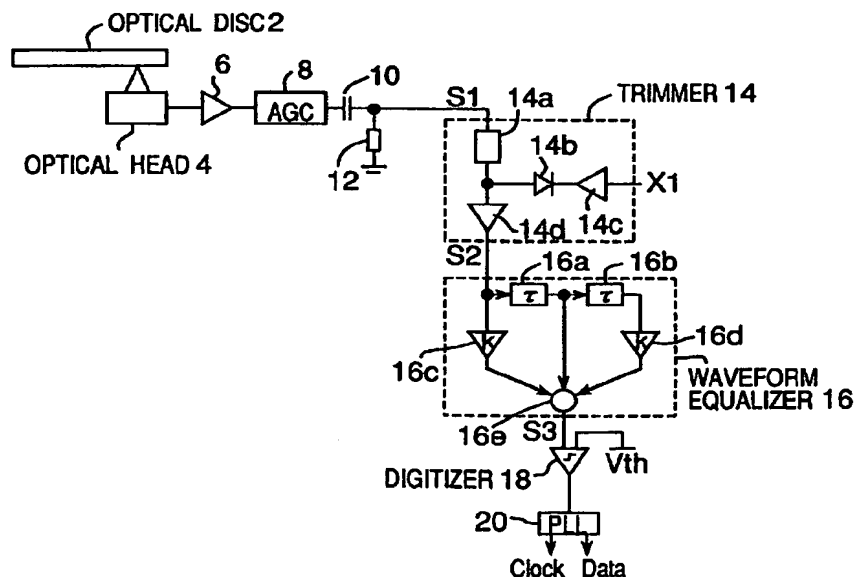 OPTICAL DISC 2
6
8
10
AGC
S1
14a
TRIMMER 14
OPTICAL HEAD 4
12
14b
X1
14c
14d
S2
16a
16b
τ
τ
K
K
16c
16d
WAVEFORM
EQUALIZER 16
16e
S3
Vth
DIGITIZER 18
20
PLL
Clock
Data